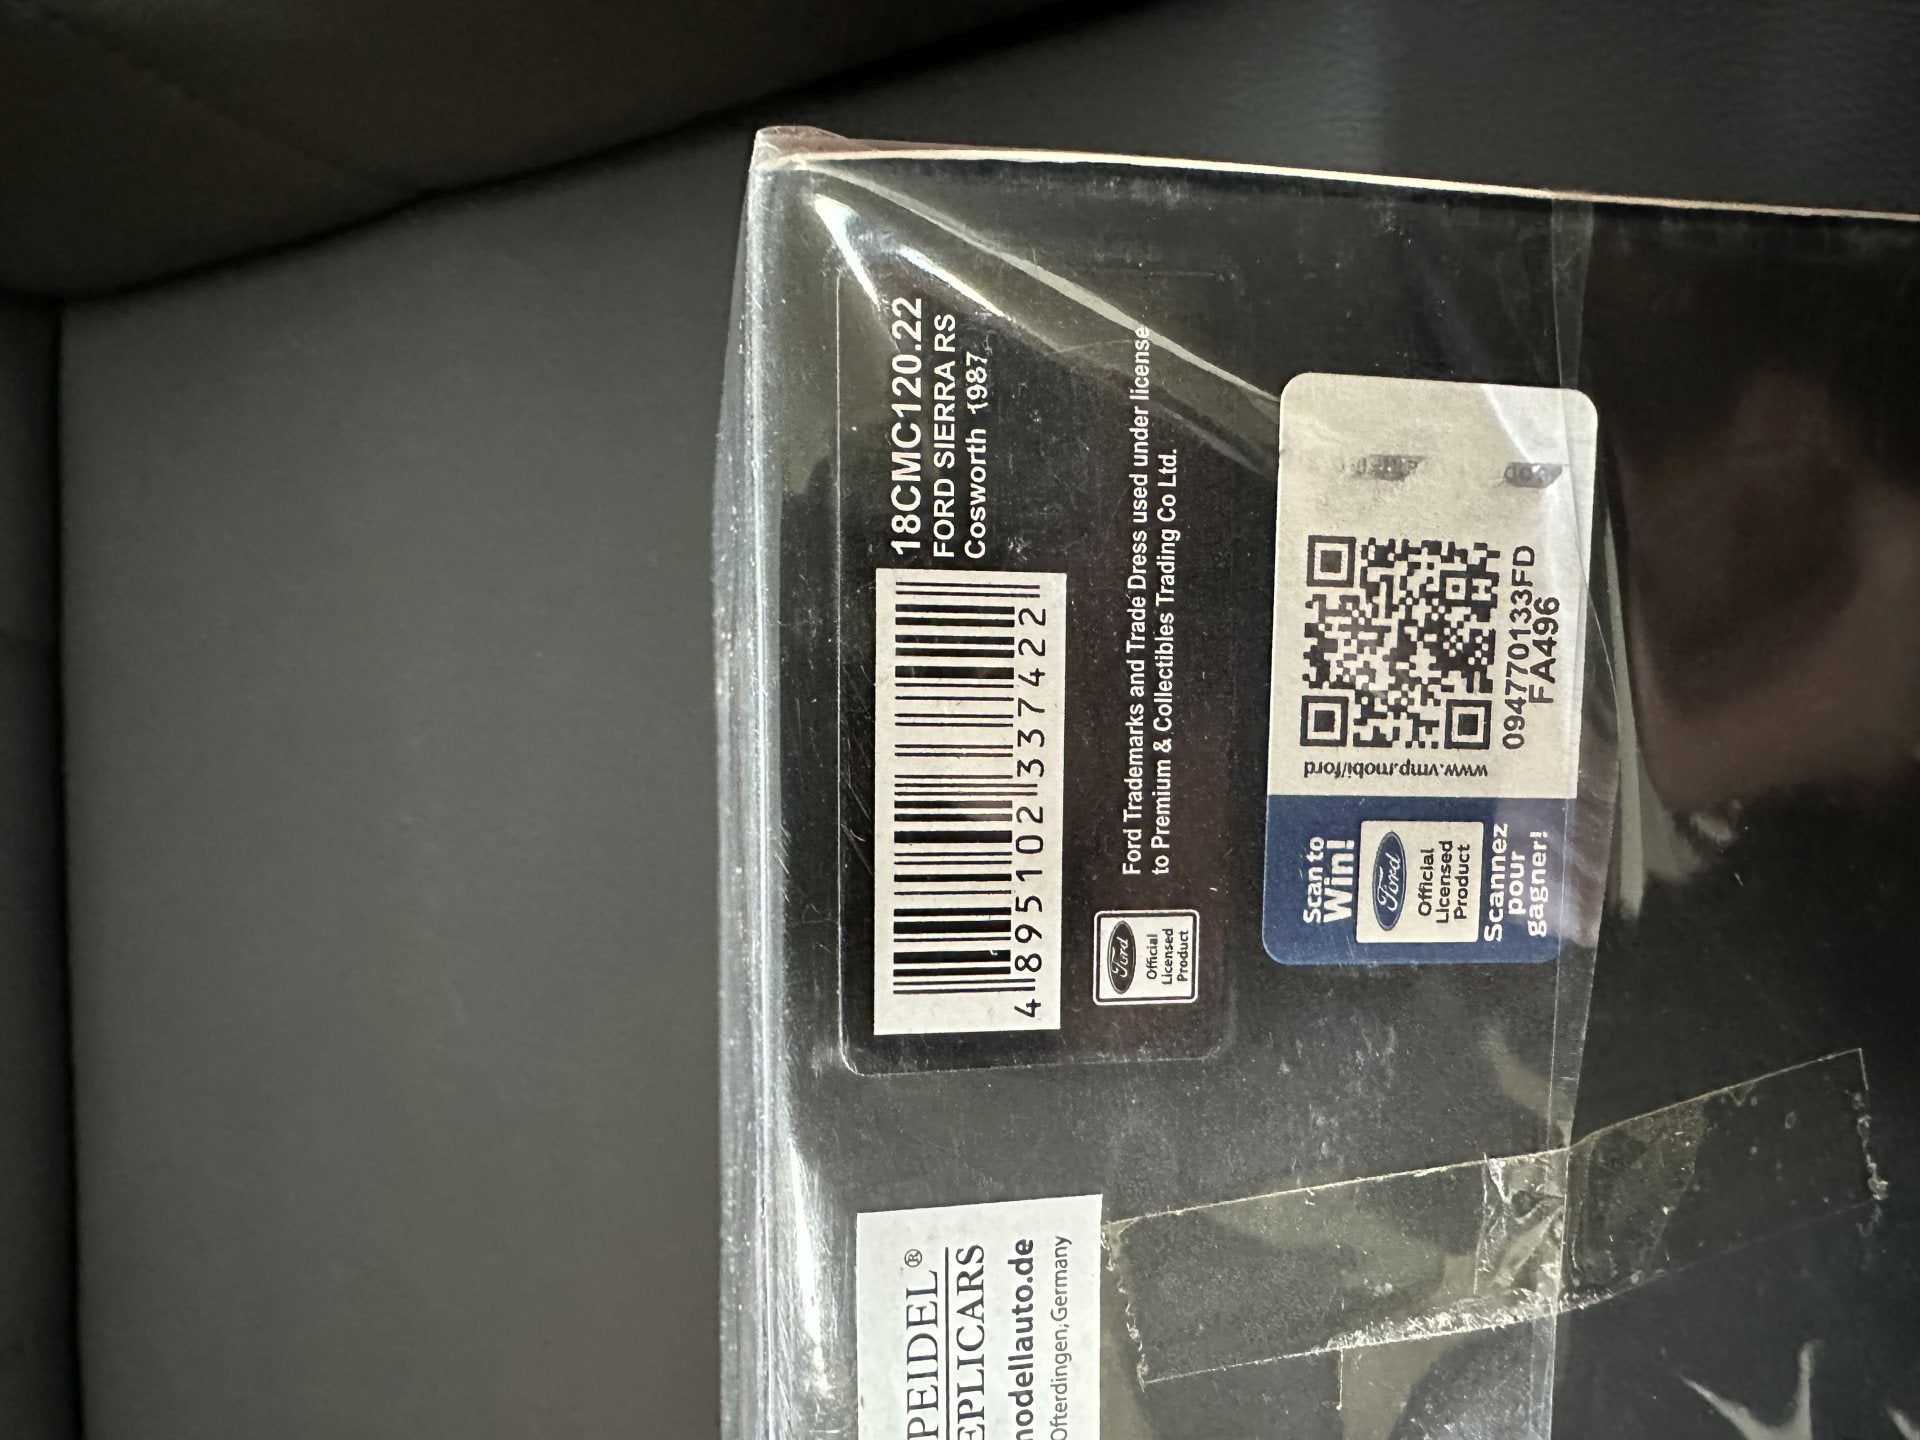 18CMC120.22
FORD SIERRA RS
Cosworth 1987
4 895102 337422
Ford
Official
Licensed
Product
Ford Trademarks and Trade Dress used under license
to Premium & Collectibles Trading Co Ltd.
Scan to
Win!
Ford
Official
Licensed
Product
Scannez
pour
gagner!
www.vmp.mobi/ford
094770133FD
FA496
PEIDEL®
EPLICARS
modellauto.de
Ofterdingen, Germany